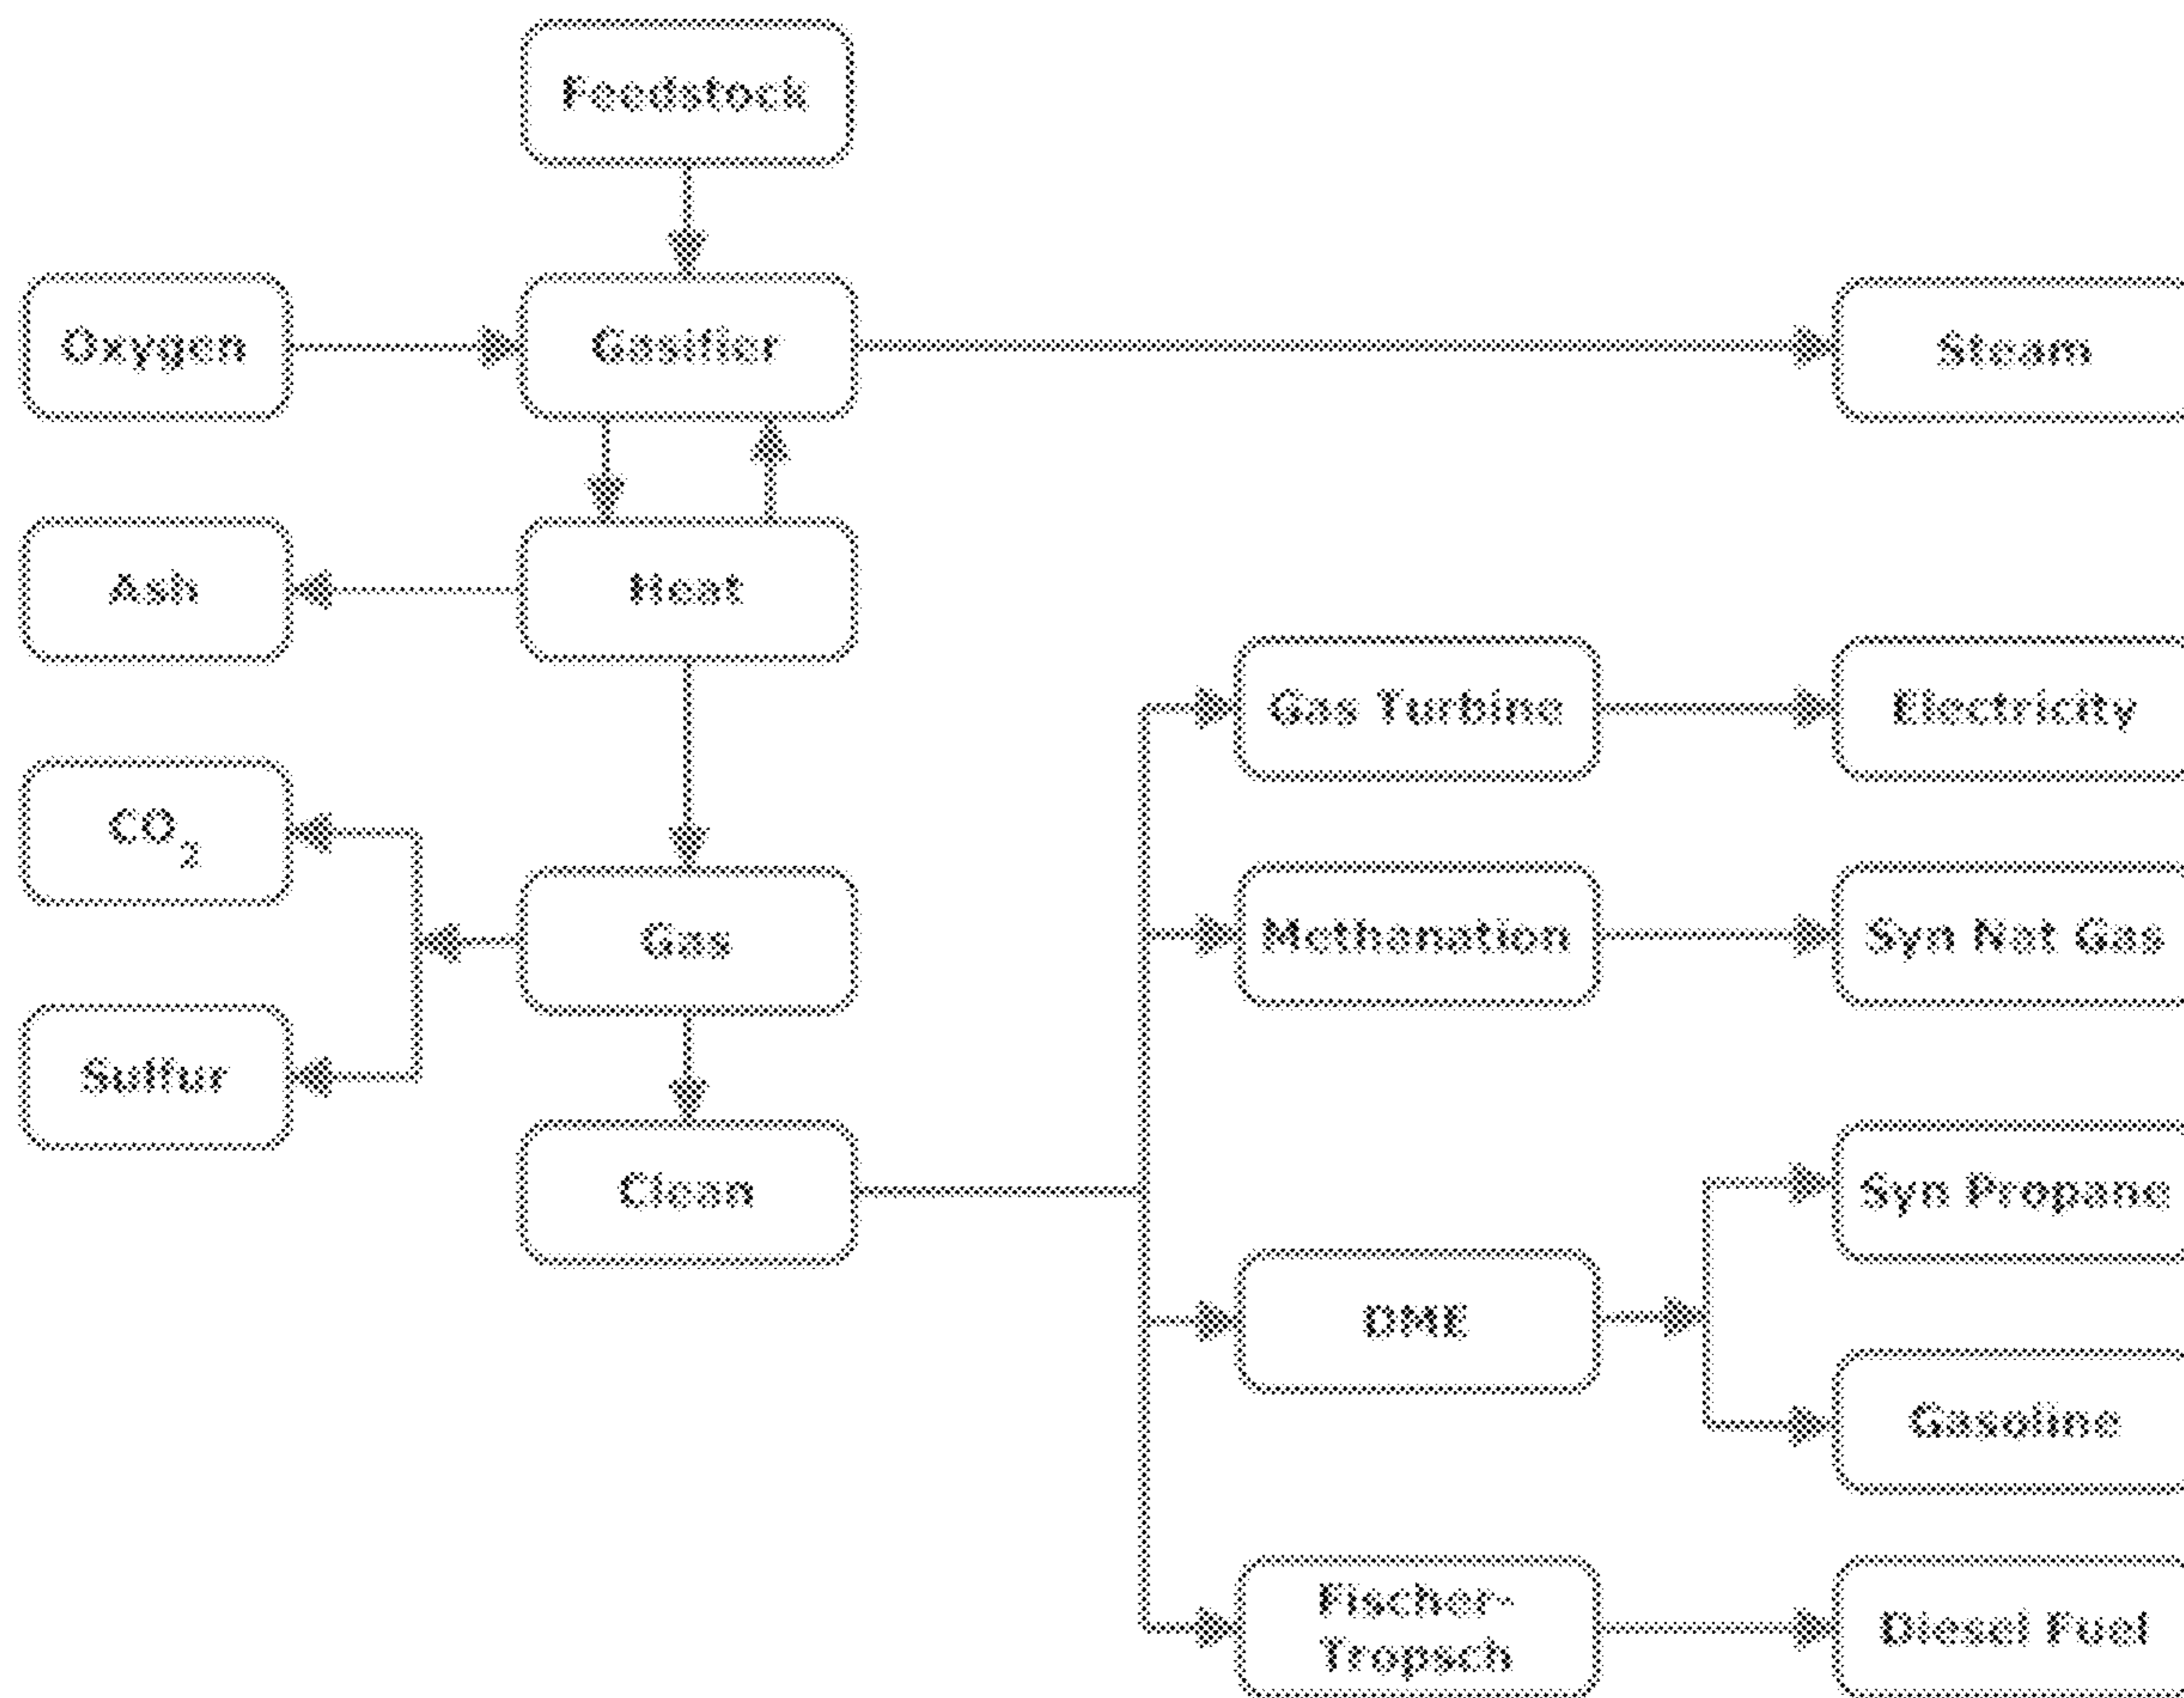 Feedstock
Oxygen
Gasifier
Steam
Ash
Heat
Gas Turbine
Electricity
CO2
Gas
Methanation
Syn Nat Gas
Sulfur
Clean
Syn Propane
DME
Gasoline
Fischer-
Tropsch
Diesel Fuel